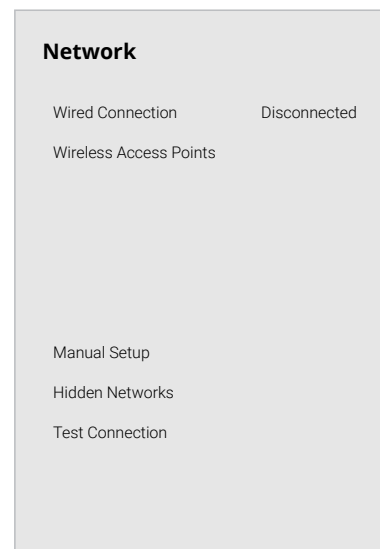 Network
Wired Connection Disconnected
Wireless Access Points
Manual Setup
Hidden Networks
Test Connection